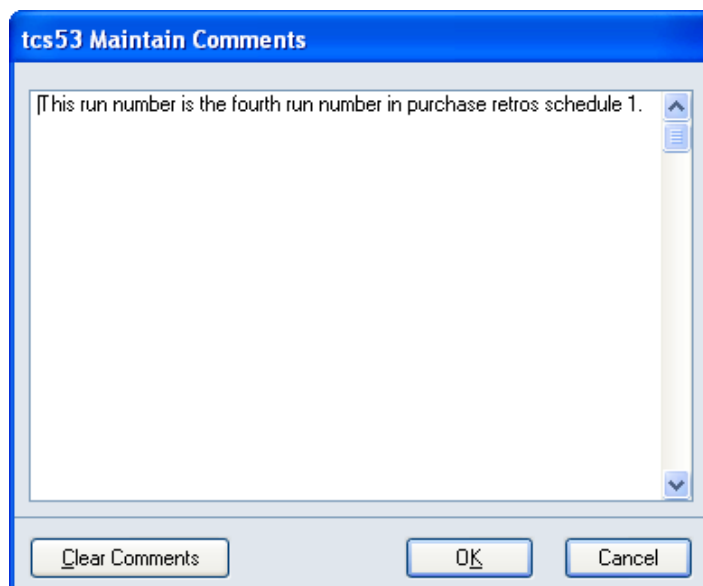 tcs53 Maintain Comments
This run number is the fourth run number in purchase retros schedule 1.
Clear Comments
OK
Cancel